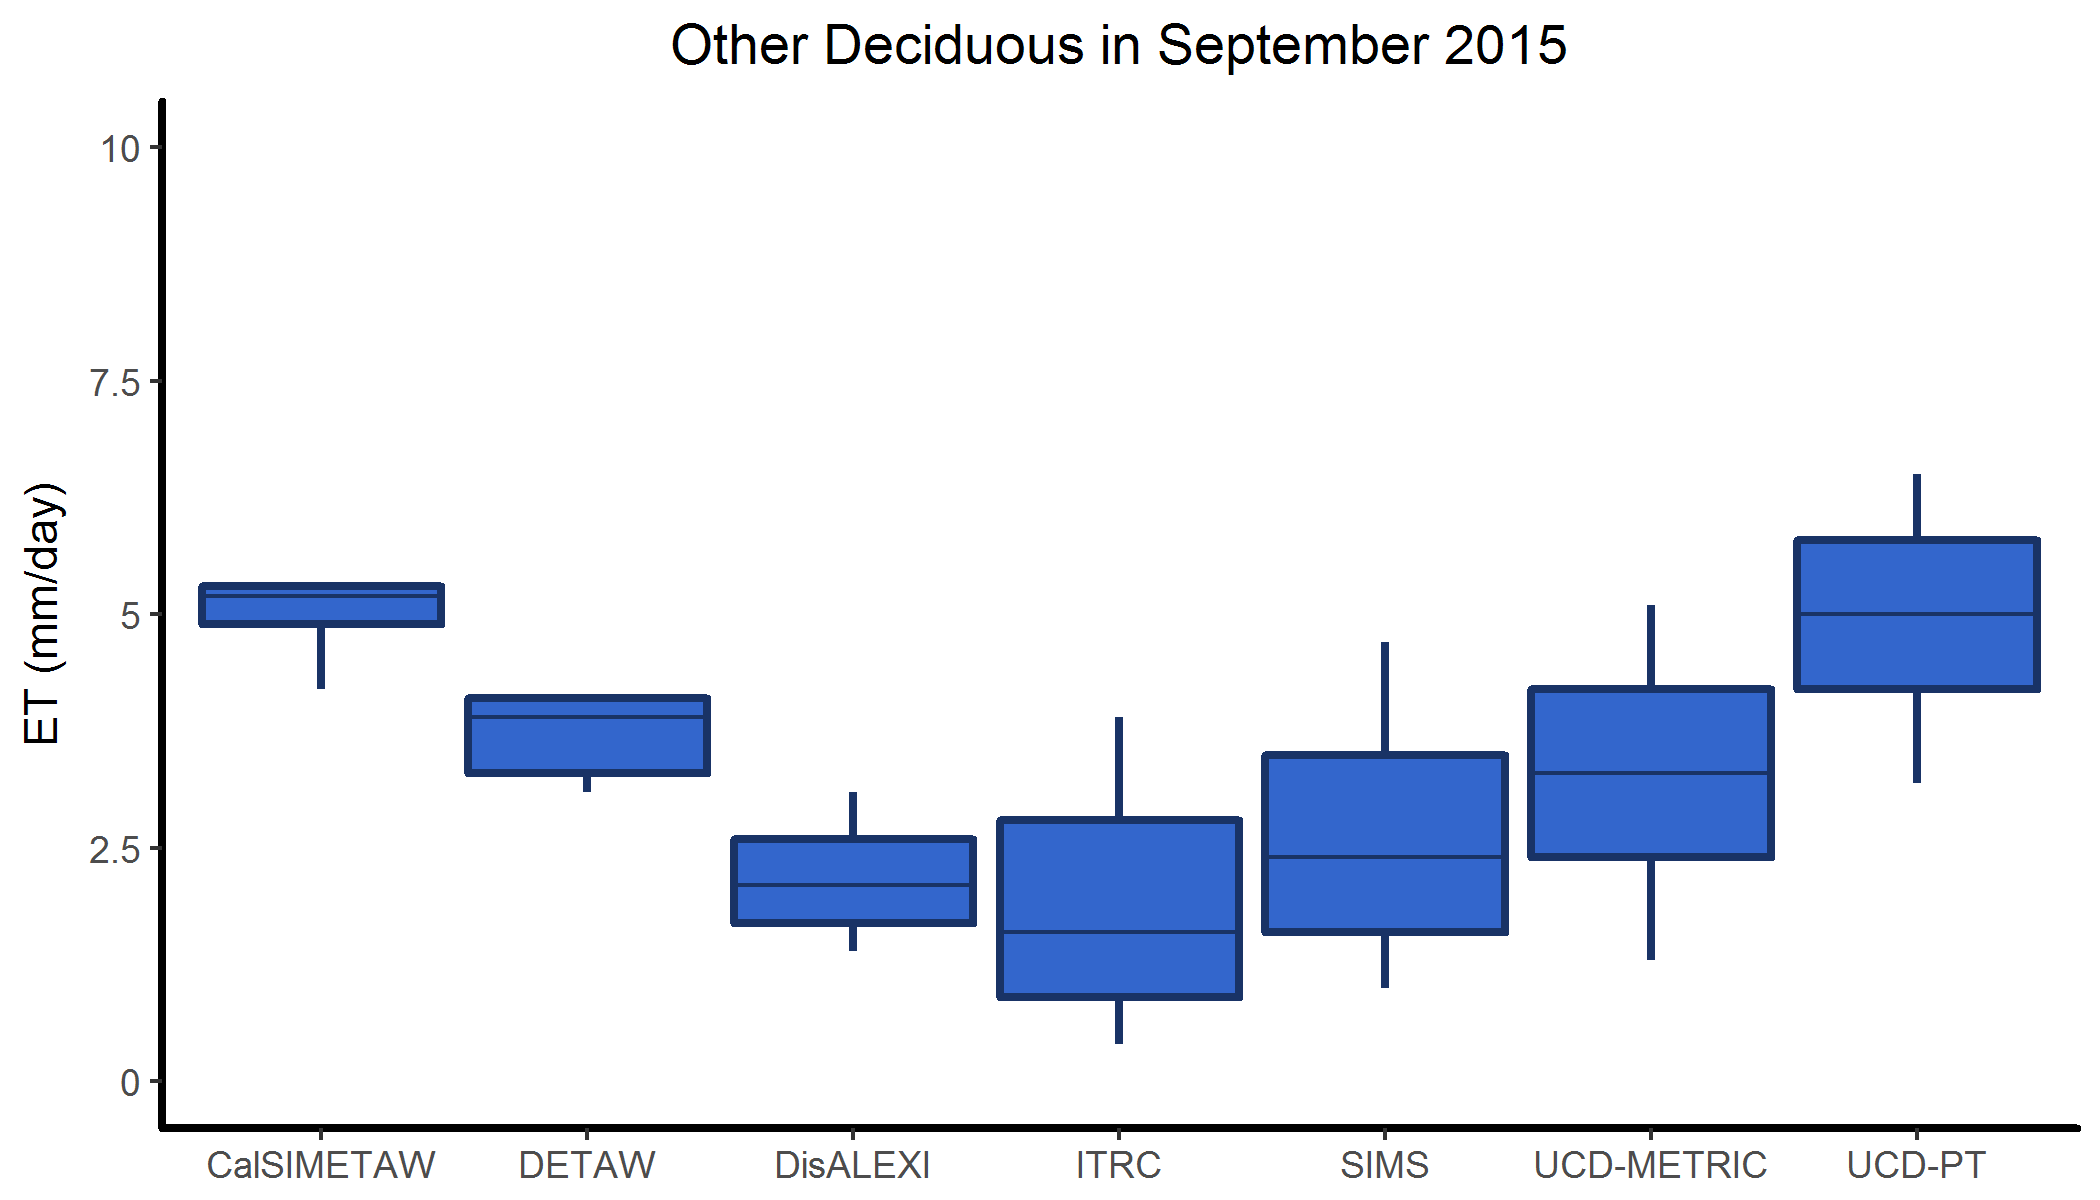 Other Deciduous in September 2015
ET (mm/day)
10
7.5
5
2.5
0
CalSIMETAW DETAW DisALEXI ITRC SIMS UCD-METRIC UCD-PT